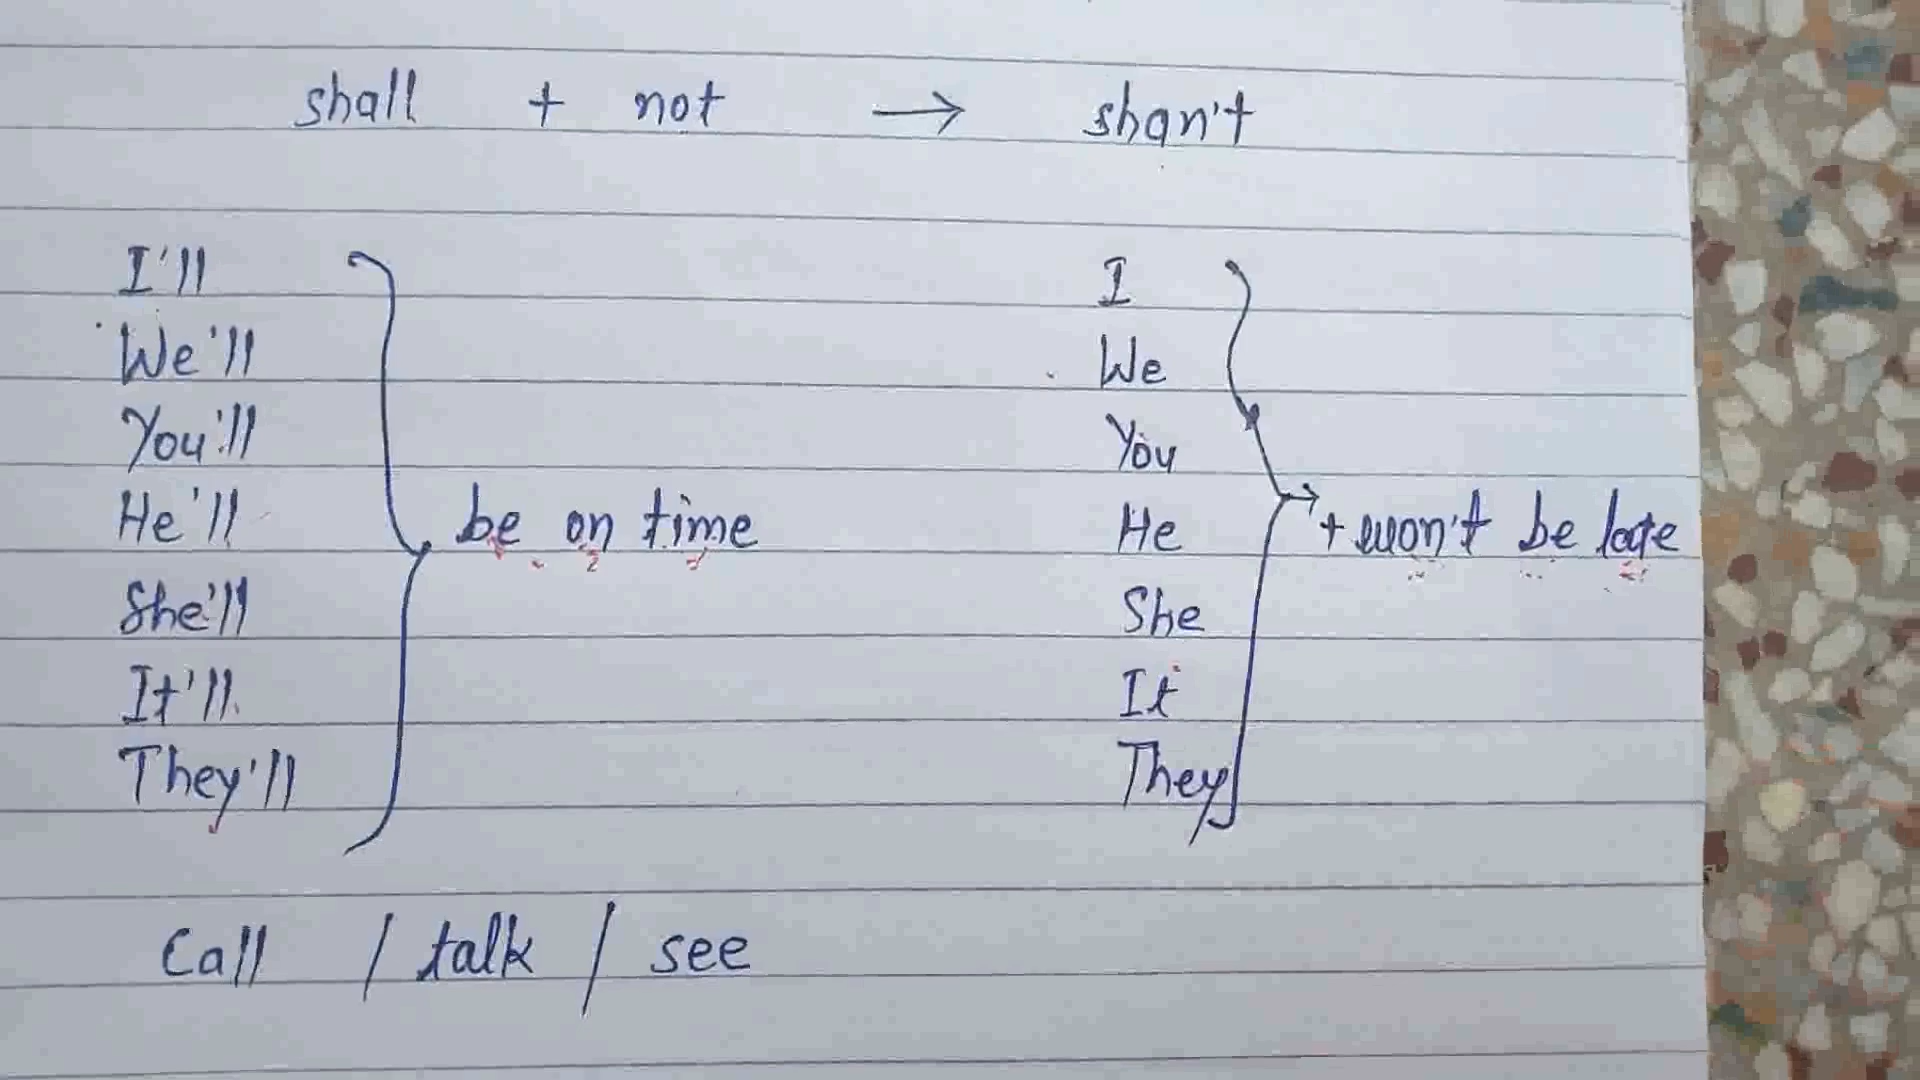 shall + not → shan't
I'll I
We'll We
You'll You
He'll He
be on time + won't be late
She'll She
It'll It
They'll They
Call / talk / see